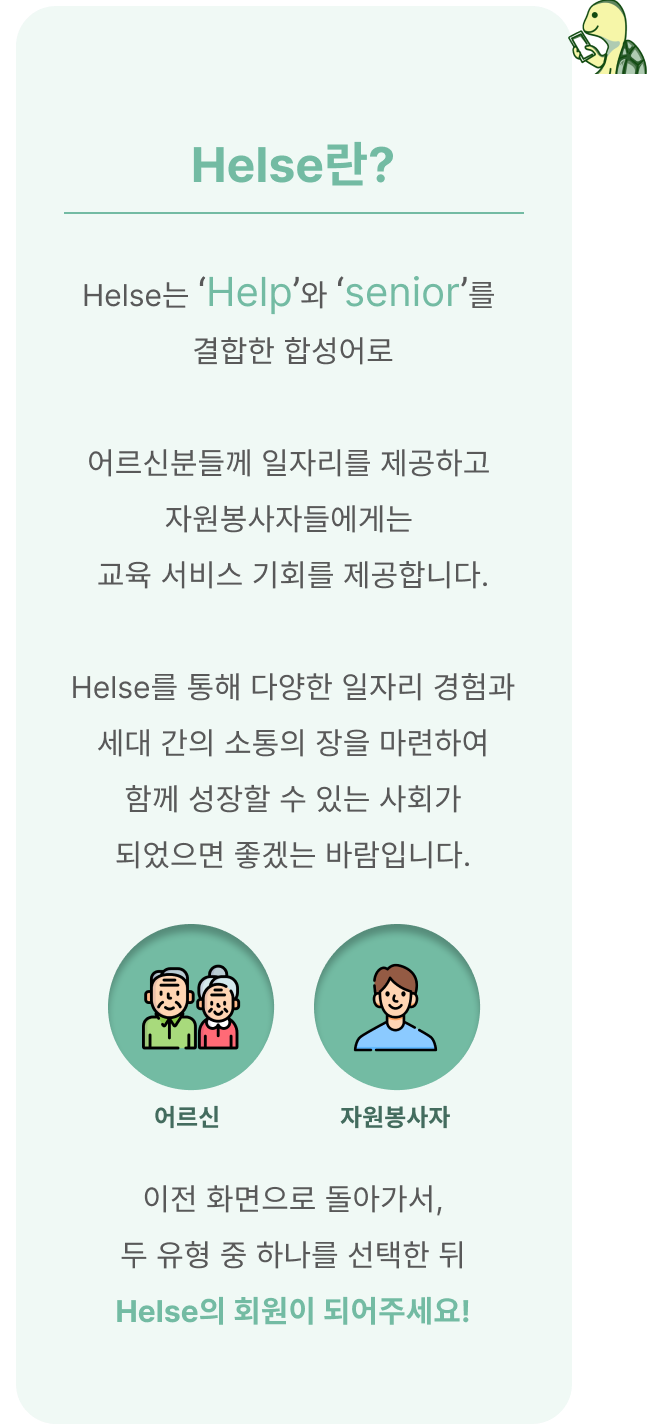 Helse란?
Helse는 ‘Help’와 ‘senior’를
결합한 합성어로
어르신분들께 일자리를 제공하고
자원봉사자들에게는
교육 서비스 기회를 제공합니다.
Helse를 통해 다양한 일자리 경험과
세대 간의 소통의 장을 마련하여
함께 성장할 수 있는 사회가
되었으면 좋겠는 바람입니다.
어르신
자원봉사자
이전 화면으로 돌아가서,
두 유형 중 하나를 선택한 뒤
Helse의 회원이 되어주세요!